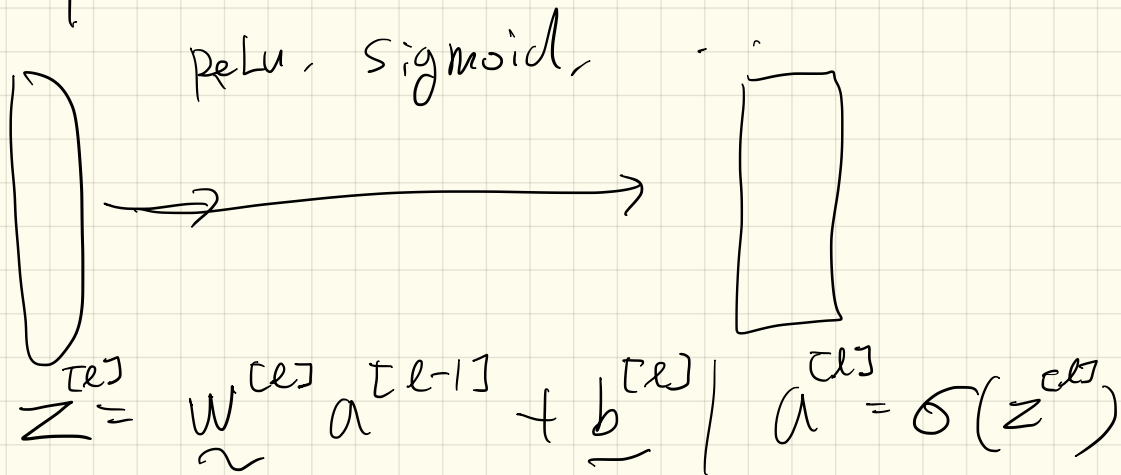 ReLu, Sigmoid, ...
Z^[l] = W^[l] a^[l-1] + b^[l] | a^[l] = σ(z^[l])